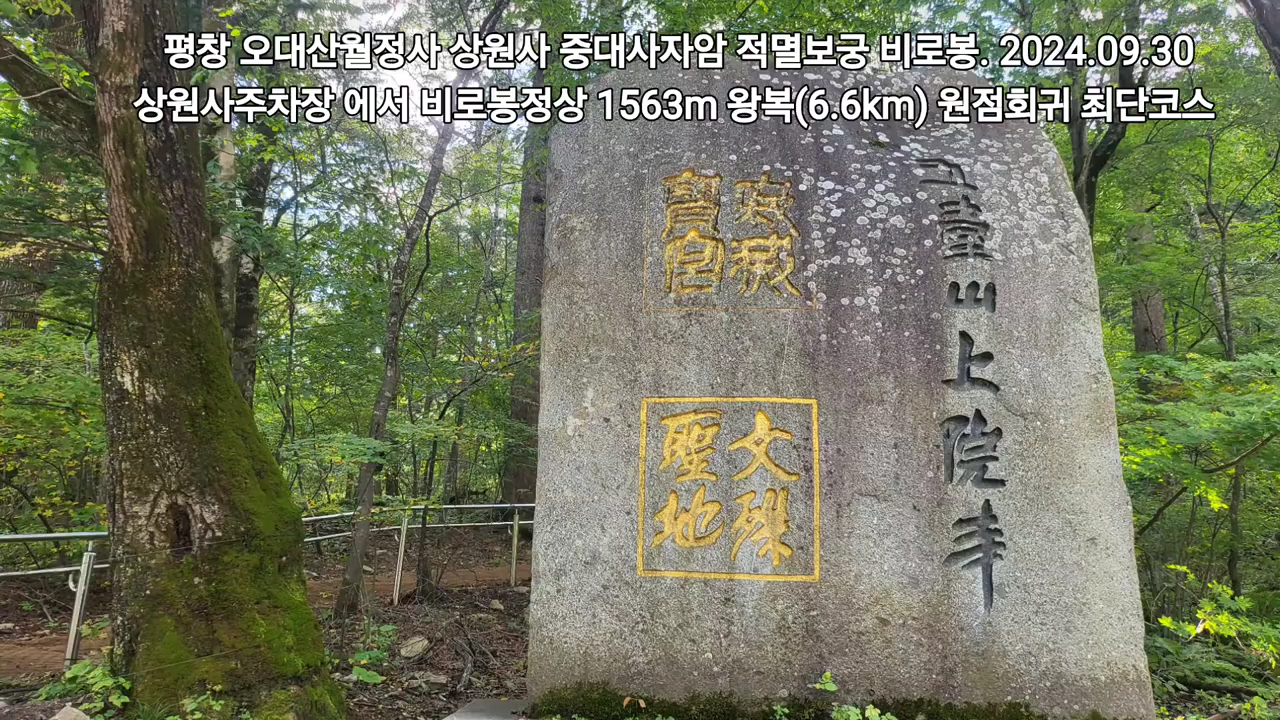 평창 오대산월정사 상원사 중대사자암 적멸보궁 비로봉. 2024.09.30
상원사주차장 에서 비로봉정상 1563m 왕복(6.6km) 원점회귀 최단코스
五臺山上院寺
寂滅
寶宮
文殊
聖地